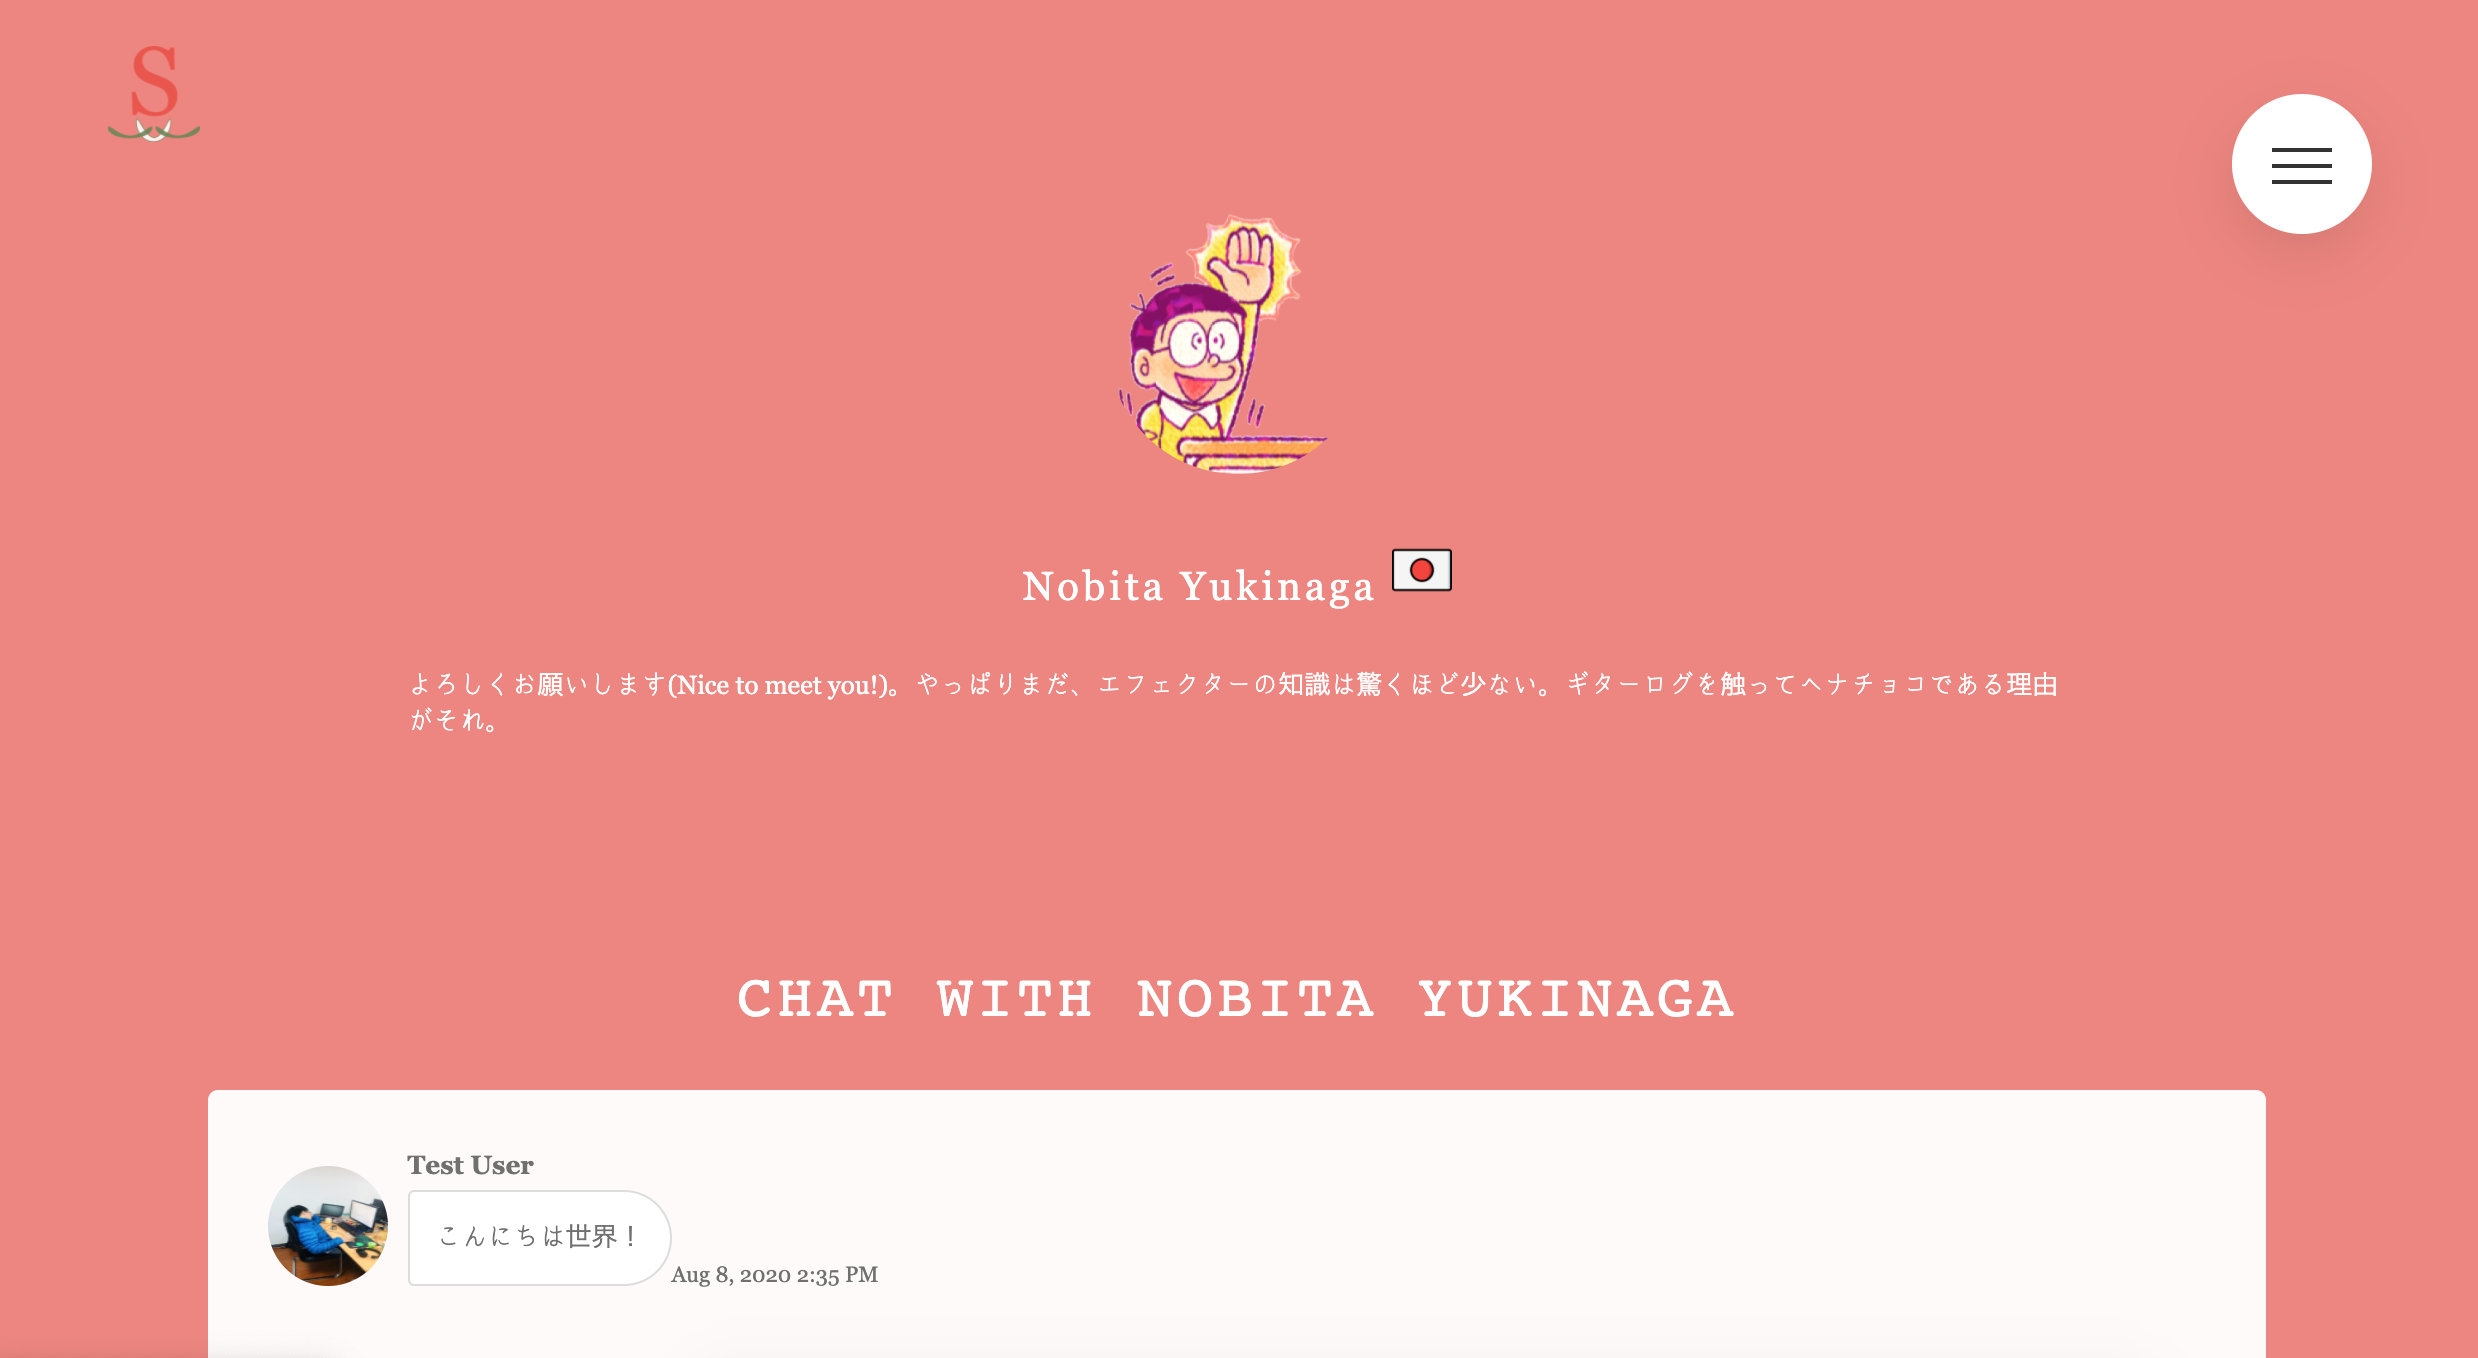 S
Nobita Yukinaga
よろしくお願いします(Nice to meet you!)。やっぱりまだ、エフェクターの知識は驚くほど少ない。ギターログを触ってヘナチョコである理由
がそれ。
CHAT WITH NOBITA YUKINAGA
Test User
こんにちは世界！
Aug 8, 2020 2:35 PM